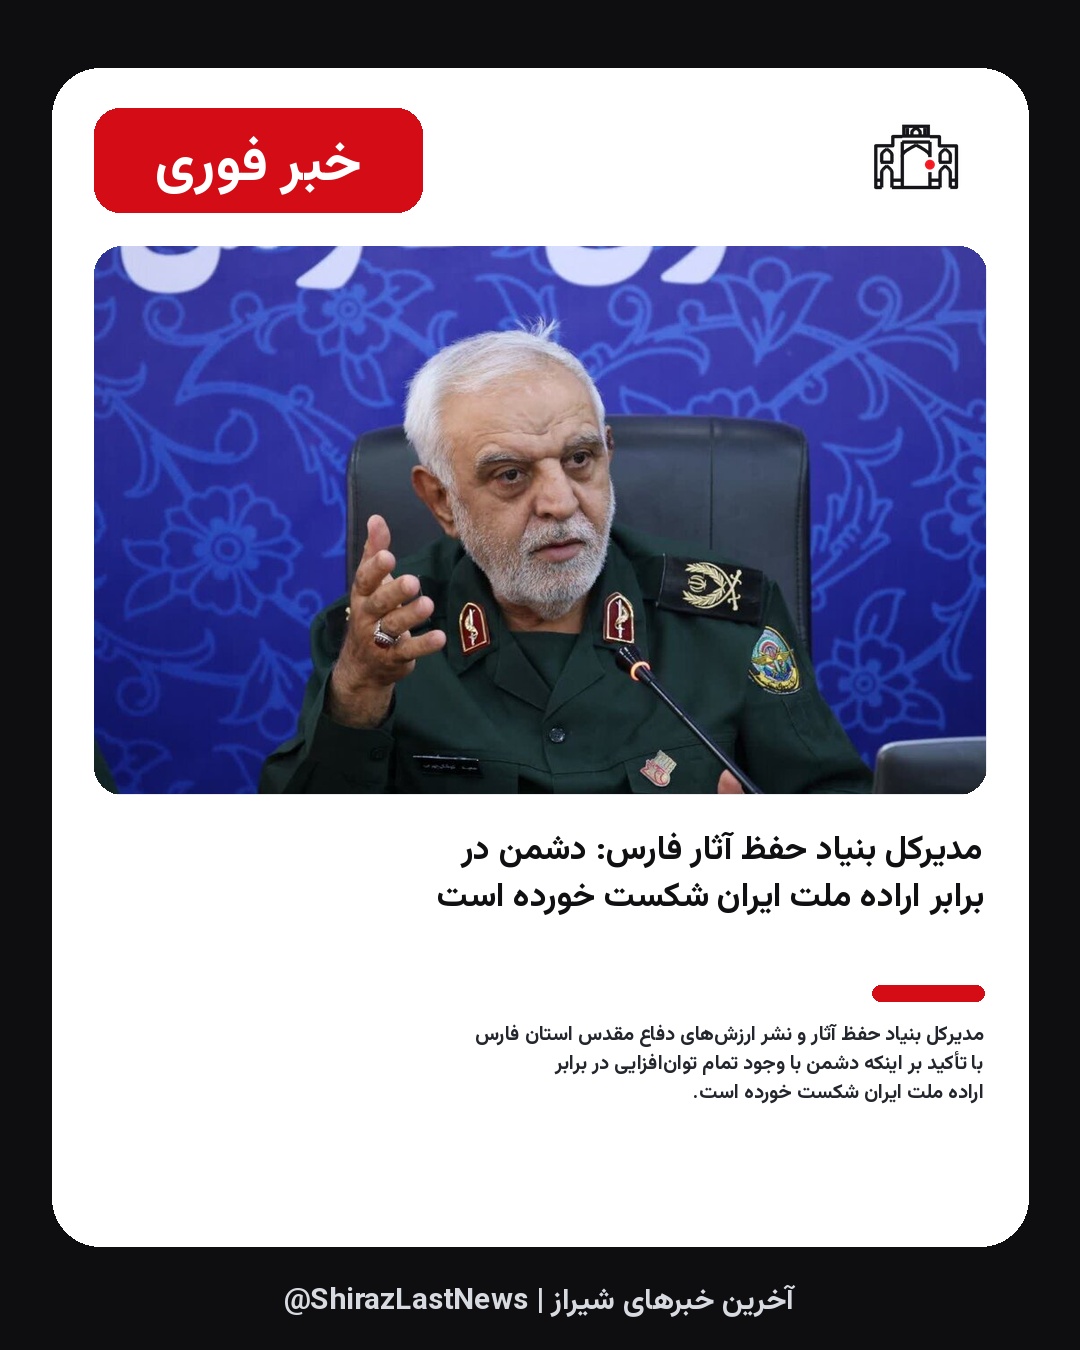 خبر فوری
مدیرکل بنیاد حفظ آثار فارس: دشمن در
برابر اراده ملت ایران شکست خورده است
مدیرکل بنیاد حفظ آثار و نشر ارزش‌های دفاع مقدس استان فارس
با تأکید بر اینکه دشمن با وجود تمام توان‌افزایی در برابر
اراده ملت ایران شکست خورده است.
آخرین خبرهای شیراز | @ShirazLastNews